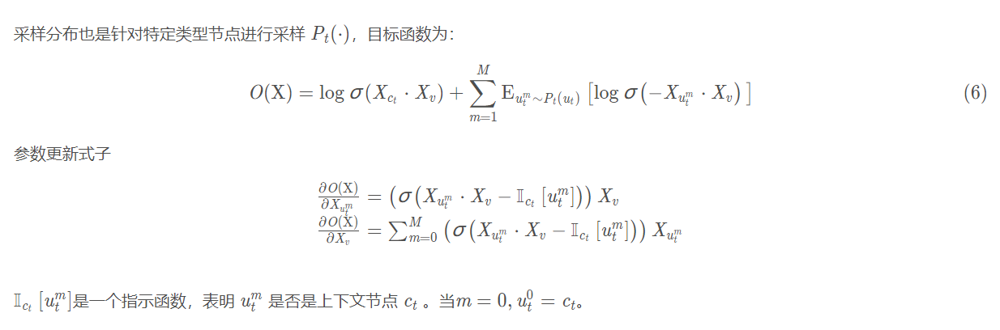 采样分布也是针对特定类型节点进行采样 $P_t(\cdot)$，目标函数为：
$O(\mathrm{X}) = \log \sigma(X_{c_t} \cdot X_v) + \sum_{m=1}^{M} \mathrm{E}_{u_t^m \sim P_t(u_t)} \left[ \log \sigma \left( -X_{u_t^m} \cdot X_v \right) \right]$ (6)
参数更新式子
$\frac{\partial O(\mathrm{X})}{\partial X_{u_t^m}} = \left( \sigma \left( X_{u_t^m} \cdot X_v - \mathbb{I}_{c_t} \left[ u_t^m \right] \right) \right) X_v$
$\frac{\partial O(\mathrm{X})}{\partial X_v} = \sum_{m=0}^{M} \left( \sigma \left( X_{u_t^m} \cdot X_v - \mathbb{I}_{c_t} \left[ u_t^m \right] \right) \right) X_{u_t^m}$
$\mathbb{I}_{c_t} \left[ u_t^m \right]$是一个指示函数，表明 $u_t^m$ 是否是上下文节点 $c_t$ 。当$m = 0, u_t^0 = c_t$。